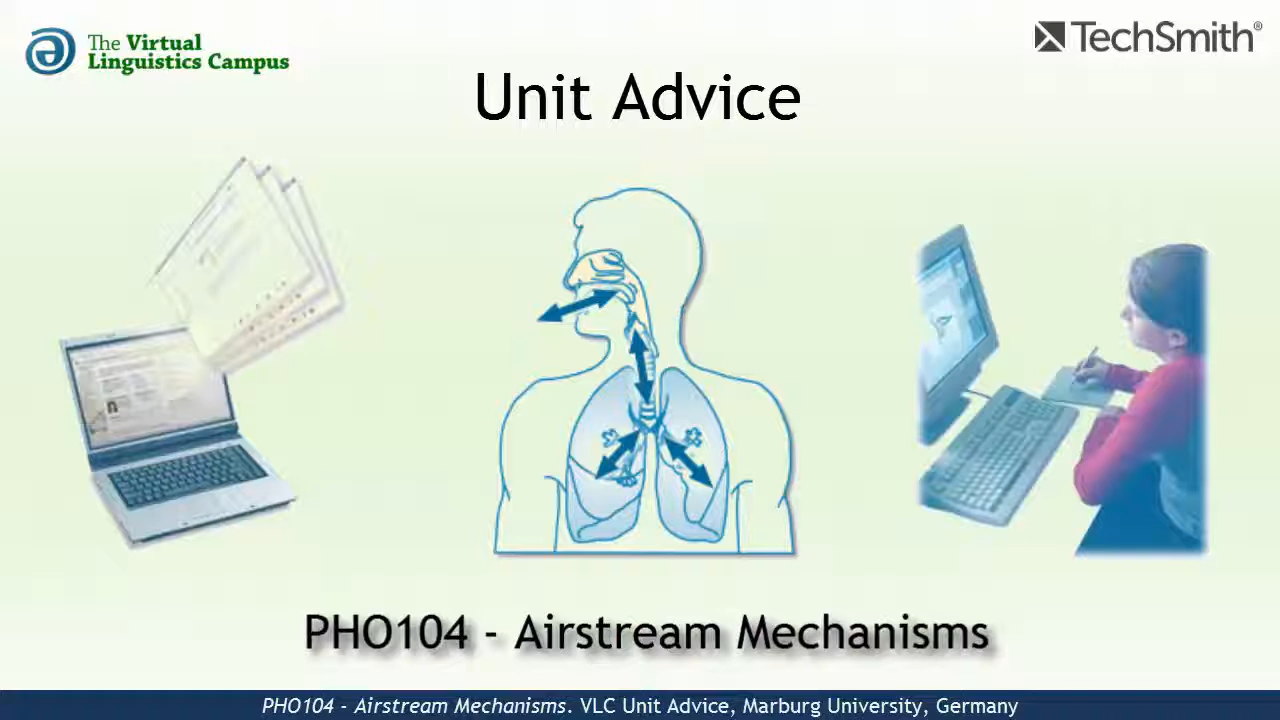 The Virtual
Linguistics Campus
TechSmith®
Unit Advice
PHO104 - Airstream Mechanisms
PHO104 - Airstream Mechanisms. VLC Unit Advice, Marburg University, Germany